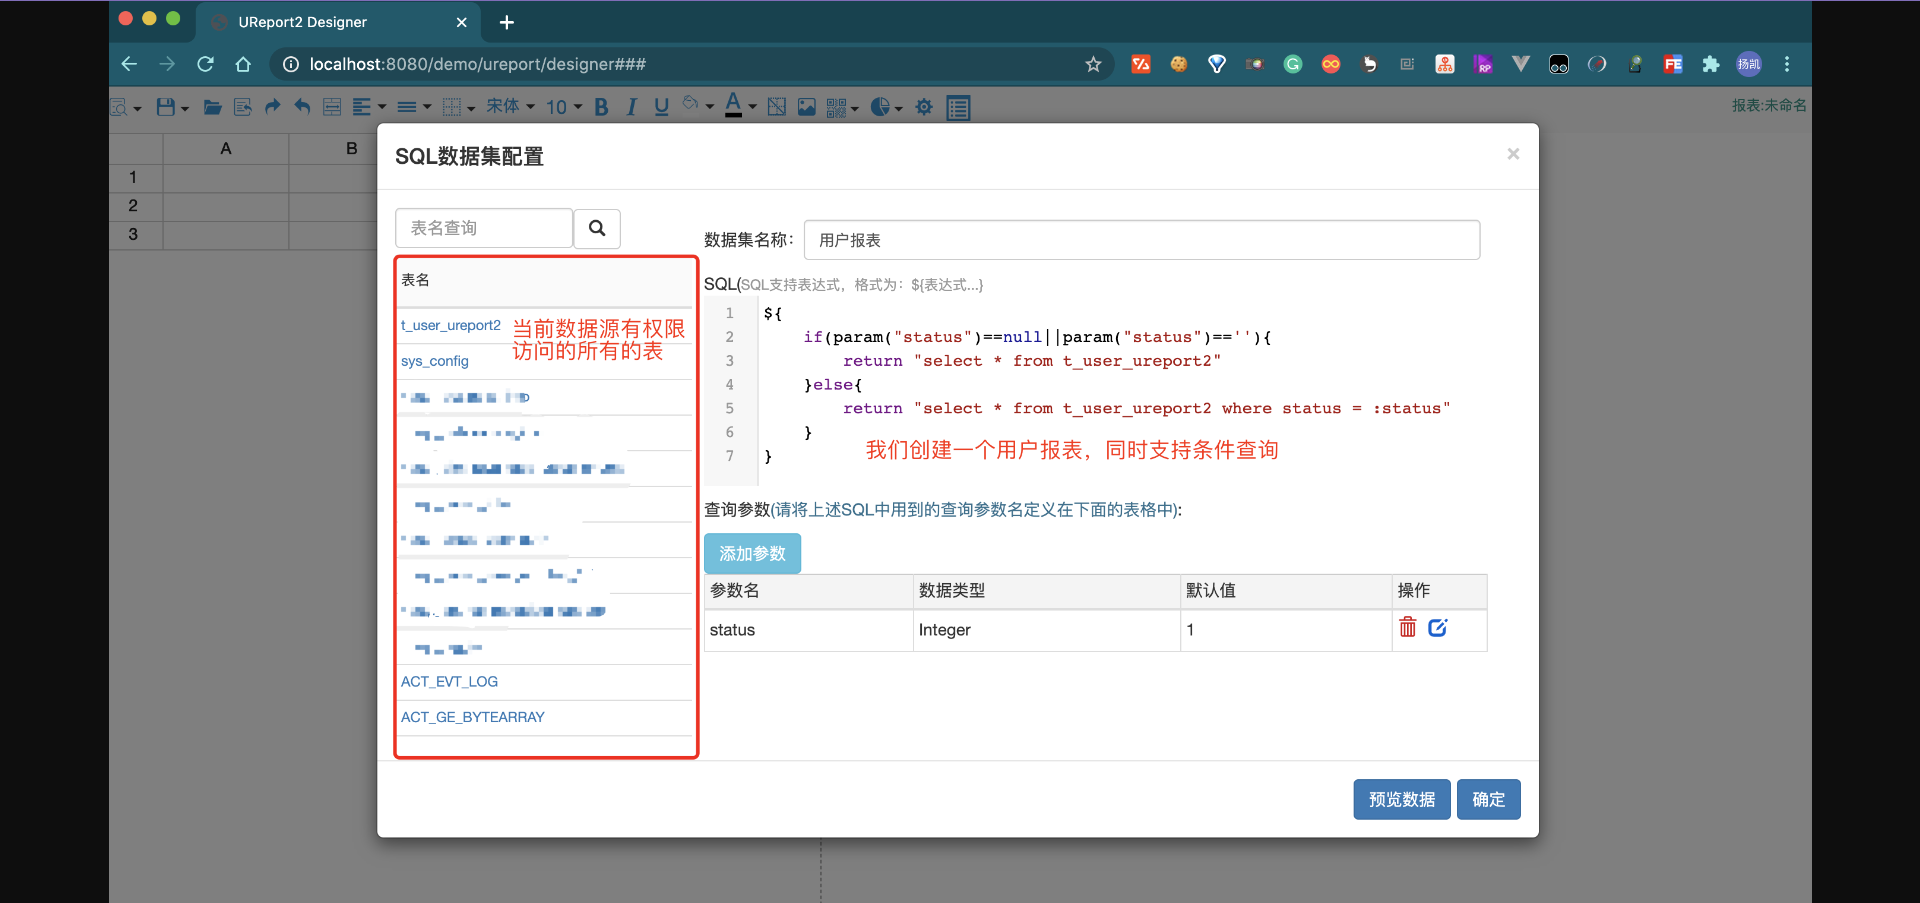 UReport2 Designer
localhost:8080/demo/ureport/designer###
扬凯
宋体 10 B I U A
报表:未命名
A B
1
2
3
SQL数据集配置
×
表名查询
表名
t_user_ureport2
sys_config
ACT_EVT_LOG
ACT_GE_BYTEARRAY
当前数据源有权限
访问的所有的表
数据集名称：
用户报表
SQL(SQL支持表达式，格式为：${表达式...}
1 ${
2 if(param("status")==null||param("status")==''){
3 return "select * from t_user_ureport2"
4 }else{
5 return "select * from t_user_ureport2 where status = :status"
6 }
7 }
我们创建一个用户报表，同时支持条件查询
查询参数(请将上述SQL中用到的查询参数名定义在下面的表格中):
添加参数
参数名 数据类型 默认值 操作
status Integer 1
预览数据 确定